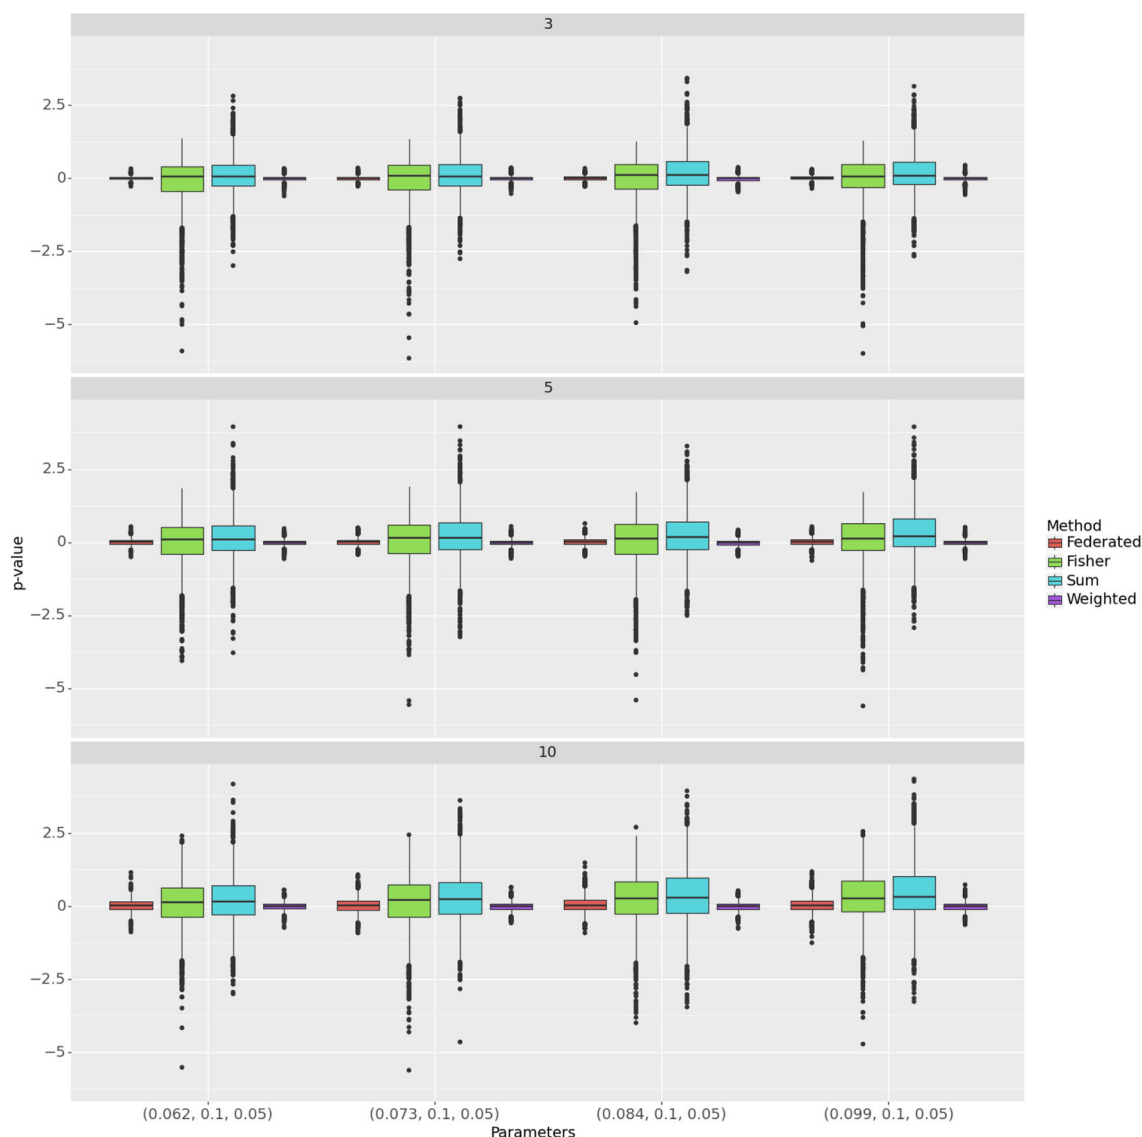 3
2.5
0
−2.5
−5
5
2.5
0
−2.5
−5
10
2.5
0
−2.5
−5
p-value
(0.062, 0.1, 0.05)
(0.073, 0.1, 0.05)
(0.084, 0.1, 0.05)
(0.099, 0.1, 0.05)
Parameters
Method
Federated
Fisher
Sum
Weighted